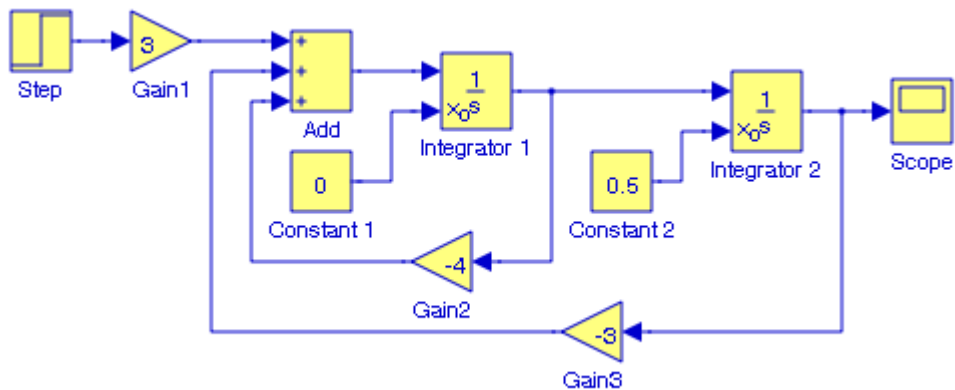 Step
3
Gain1
+
+
+
Add
1
x₀s
Integrator 1
0
Constant 1
1
x₀s
Integrator 2
0.5
Constant 2
Scope
-4
Gain2
-3
Gain3